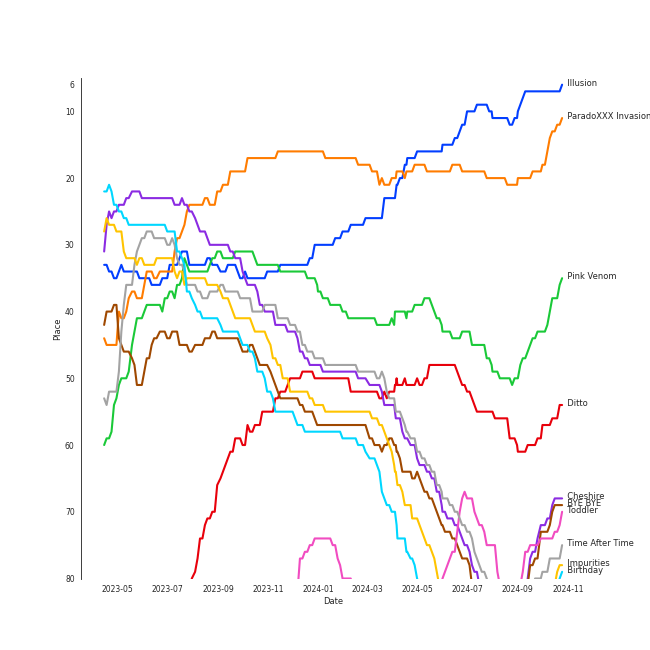 6
Illusion
10
ParadoXXX Invasion
20
30
Pink Venom
40
Place
50
Ditto
60
Cheshire
BYE BYE
70
Toddler
Time After Time
Impurities
Birthday
80
2023-05
2023-07
2023-09
2023-11
2024-01
2024-03
2024-05
2024-07
2024-09
2024-11
Date